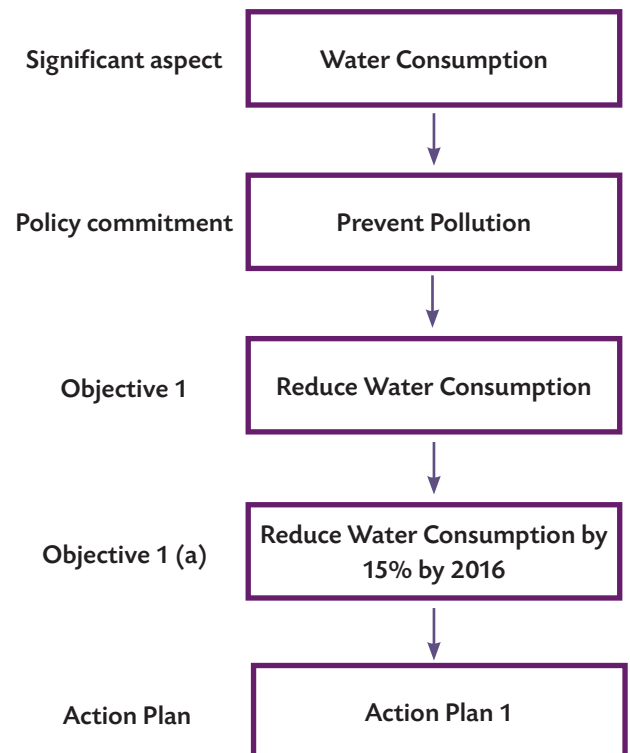 Significant aspect
Water Consumption
Policy commitment
Prevent Pollution
Objective 1
Reduce Water Consumption
Objective 1 (a)
Reduce Water Consumption by
15% by 2016
Action Plan
Action Plan 1